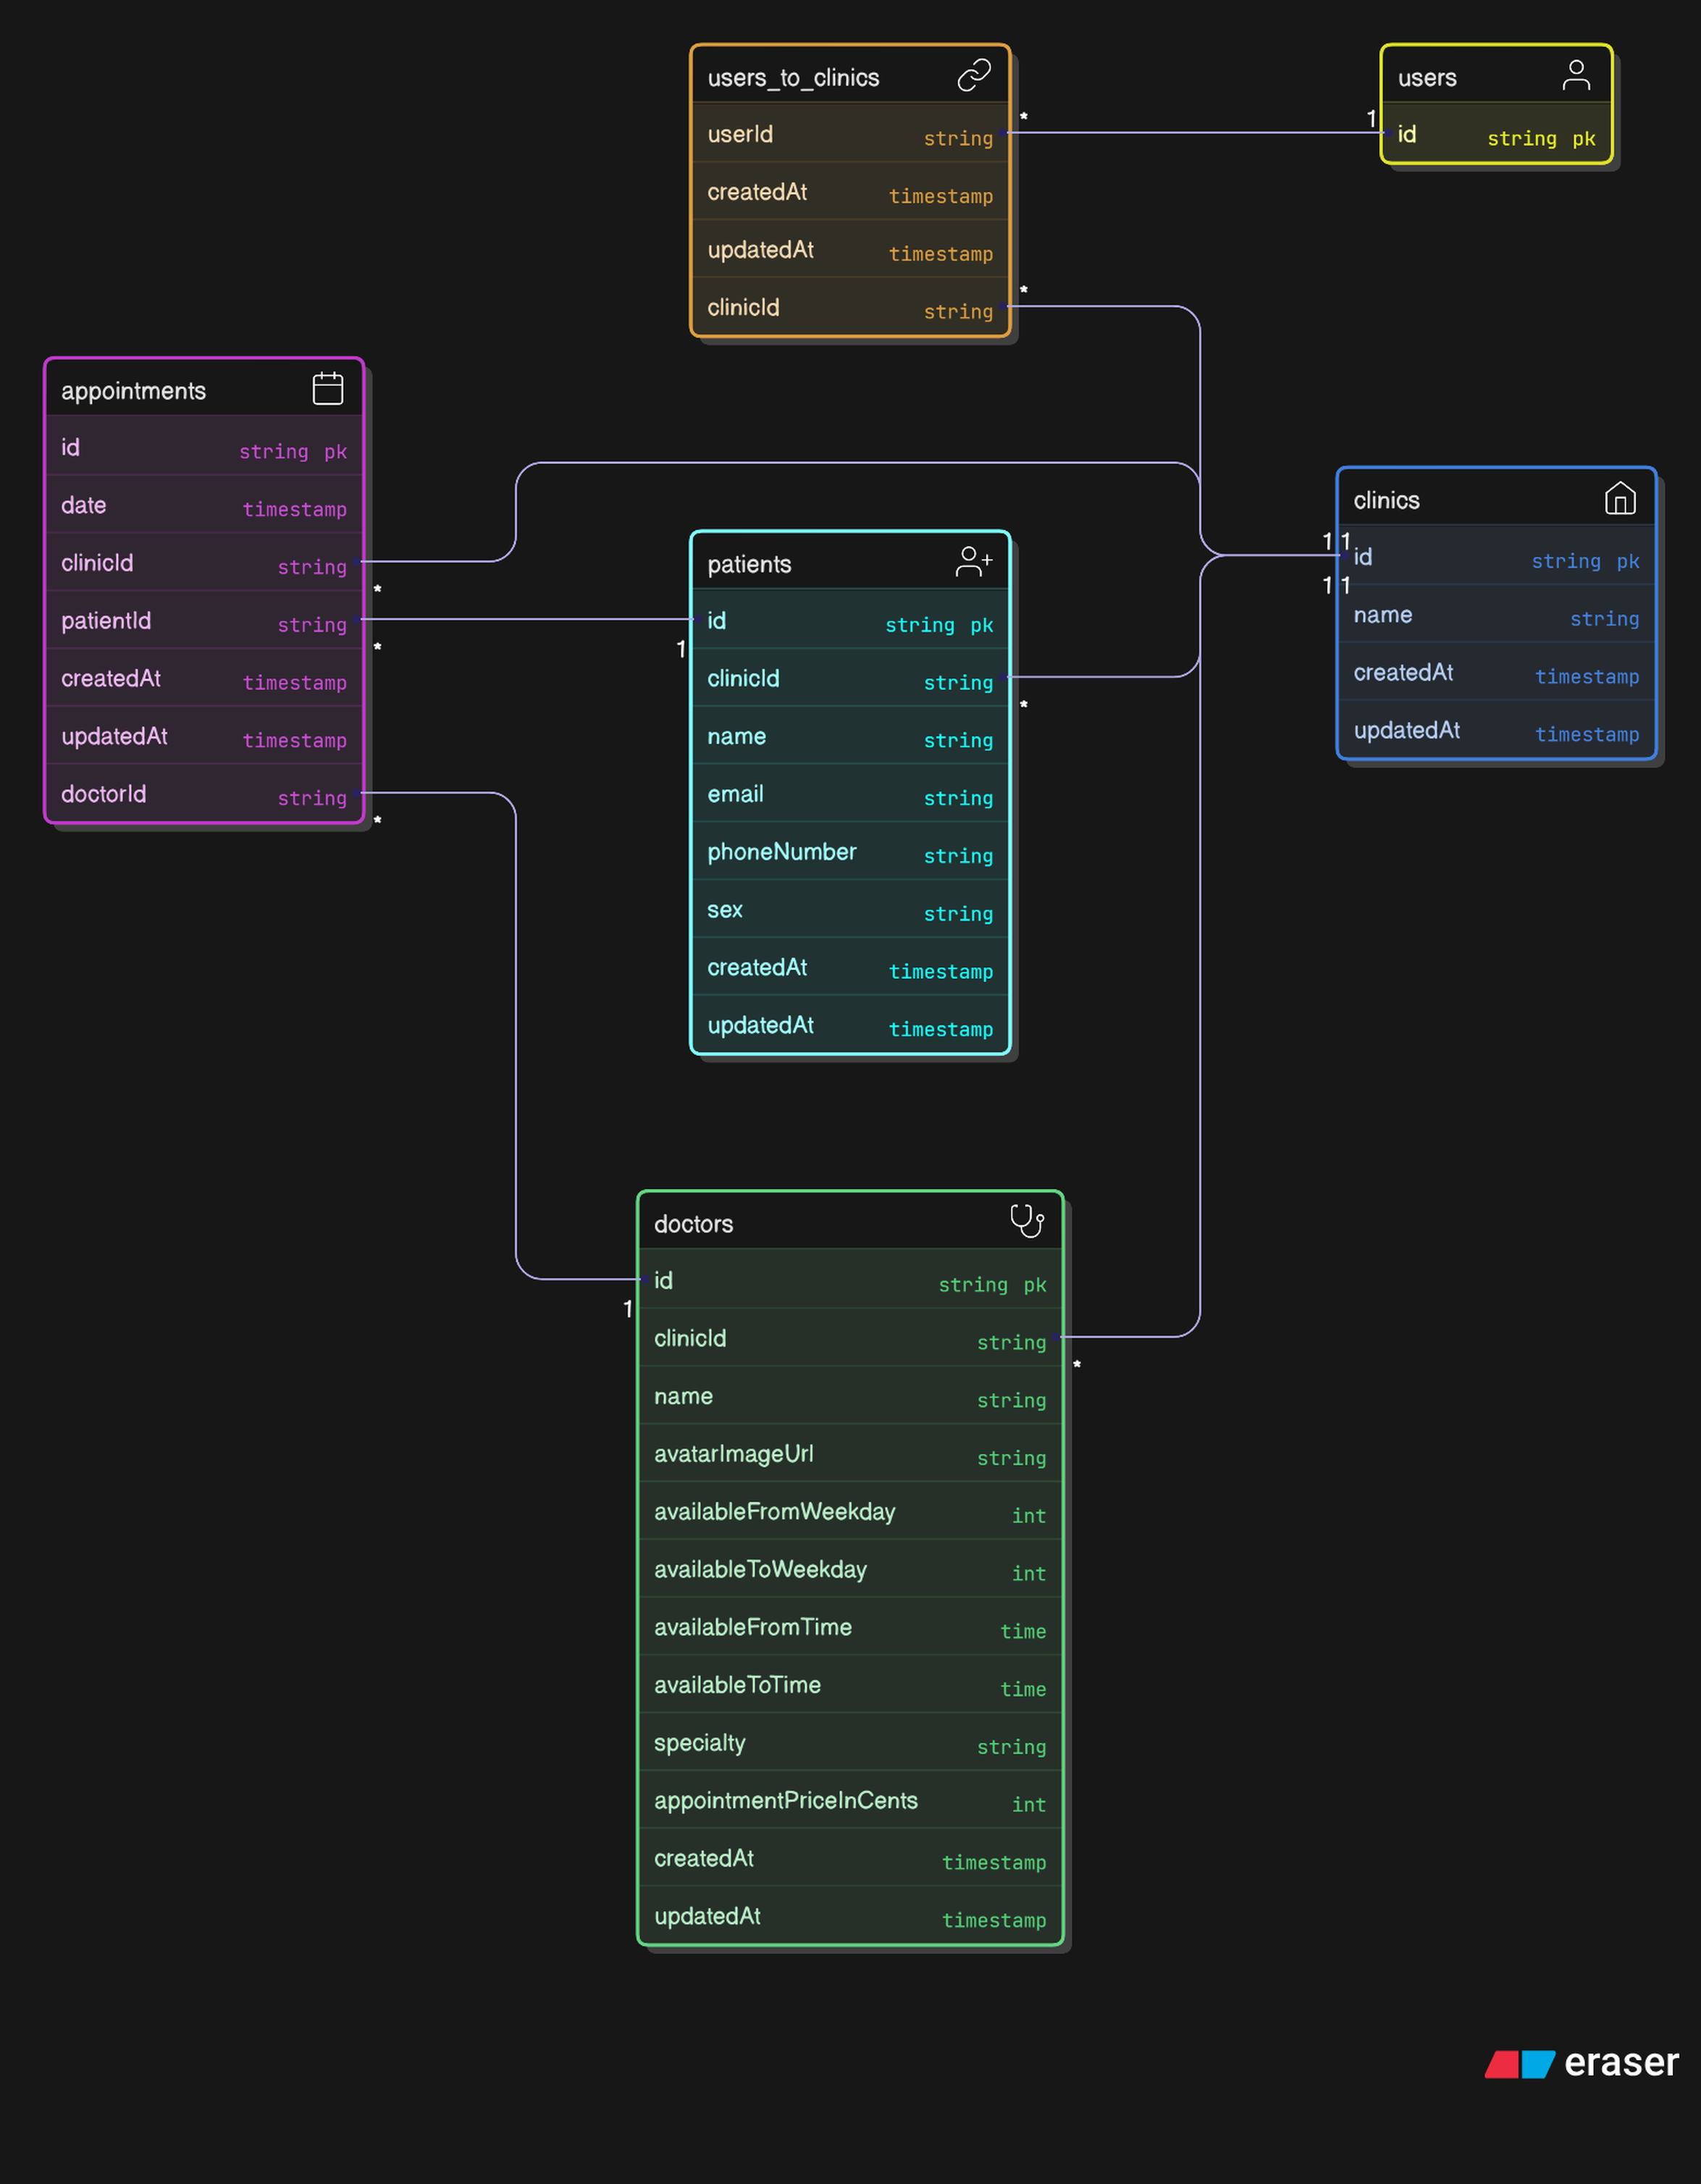 users_to_clinics
userId string
createdAt timestamp
updatedAt timestamp
clinicId string
*
*
users
id string pk
1
appointments
id string pk
date timestamp
clinicId string
patientId string
createdAt timestamp
updatedAt timestamp
doctorId string
*
*
*
patients
id string pk
clinicId string
name string
email string
phoneNumber string
sex string
createdAt timestamp
updatedAt timestamp
1
*
clinics
id string pk
name string
createdAt timestamp
updatedAt timestamp
1 1
1 1
doctors
id string pk
clinicId string
name string
avatarImageUrl string
availableFromWeekday int
availableToWeekday int
availableFromTime time
availableToTime time
specialty string
appointmentPriceInCents int
createdAt timestamp
updatedAt timestamp
1
*
eraser